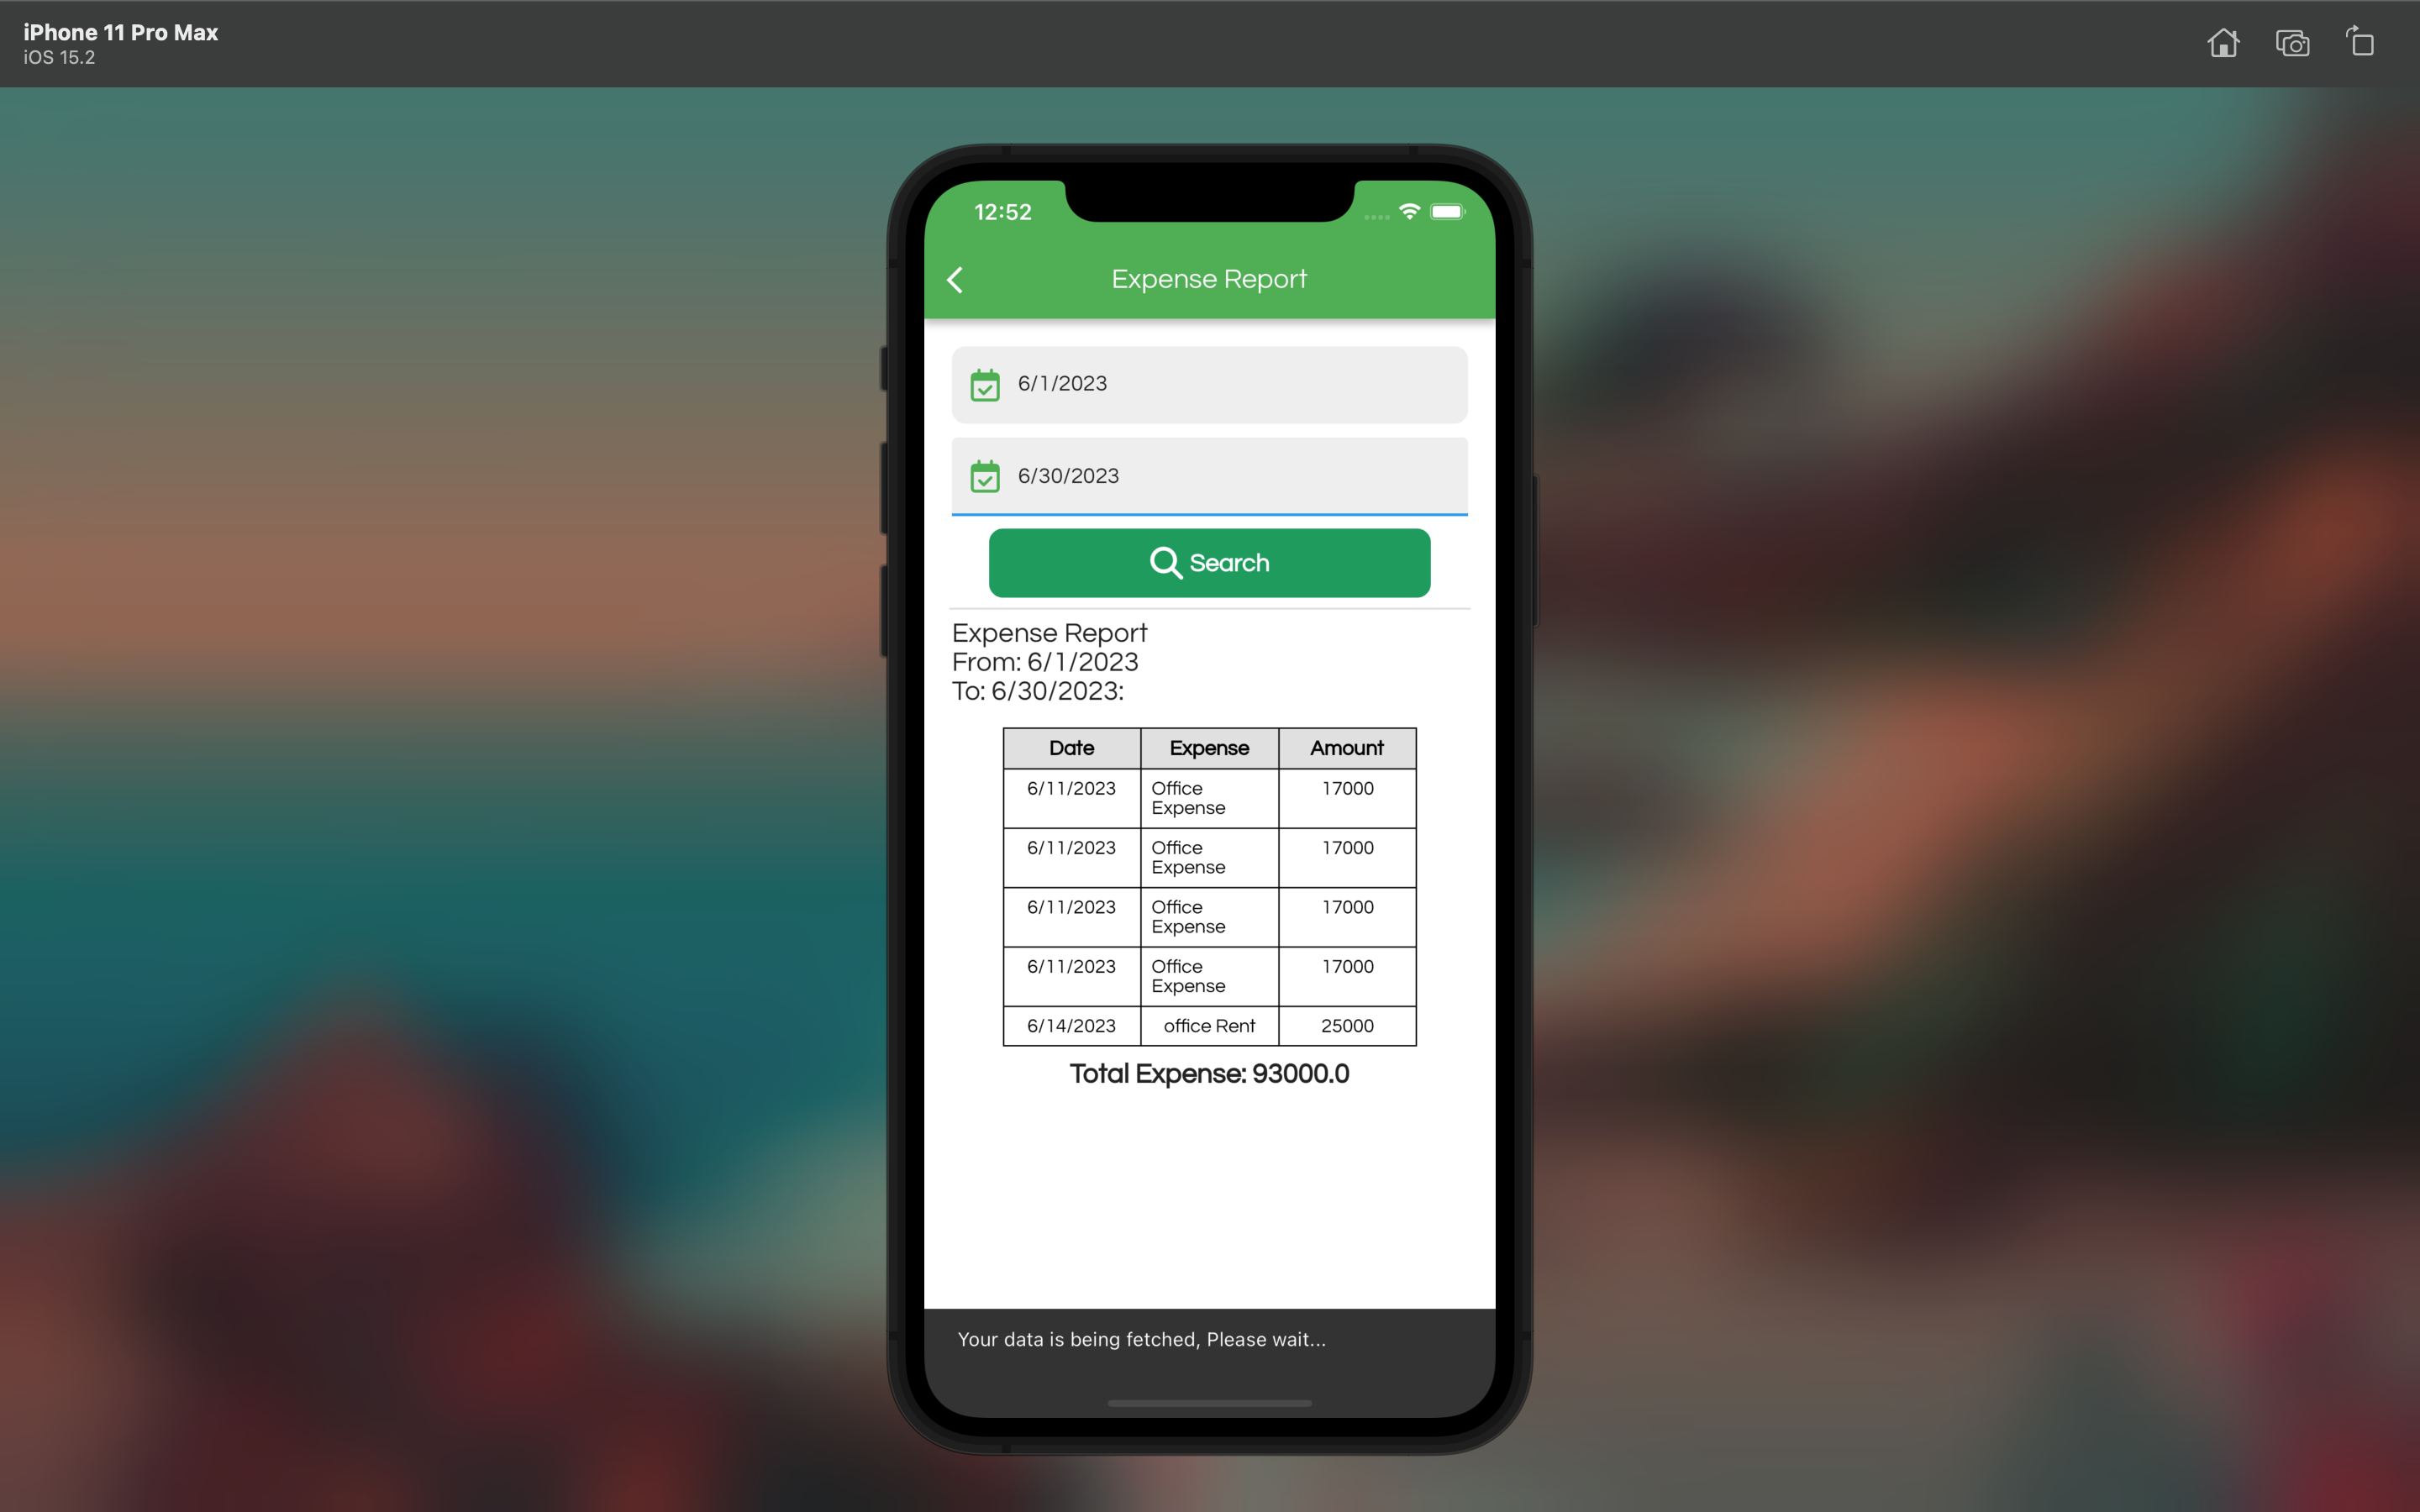 iPhone 11 Pro Max
iOS 15.2
12:52
Expense Report
6/1/2023
6/30/2023
Search
Expense Report
From: 6/1/2023
To: 6/30/2023:
Date Expense Amount
6/11/2023 Office Expense 17000
6/11/2023 Office Expense 17000
6/11/2023 Office Expense 17000
6/11/2023 Office Expense 17000
6/14/2023 office Rent 25000
Total Expense: 93000.0
Your data is being fetched, Please wait...